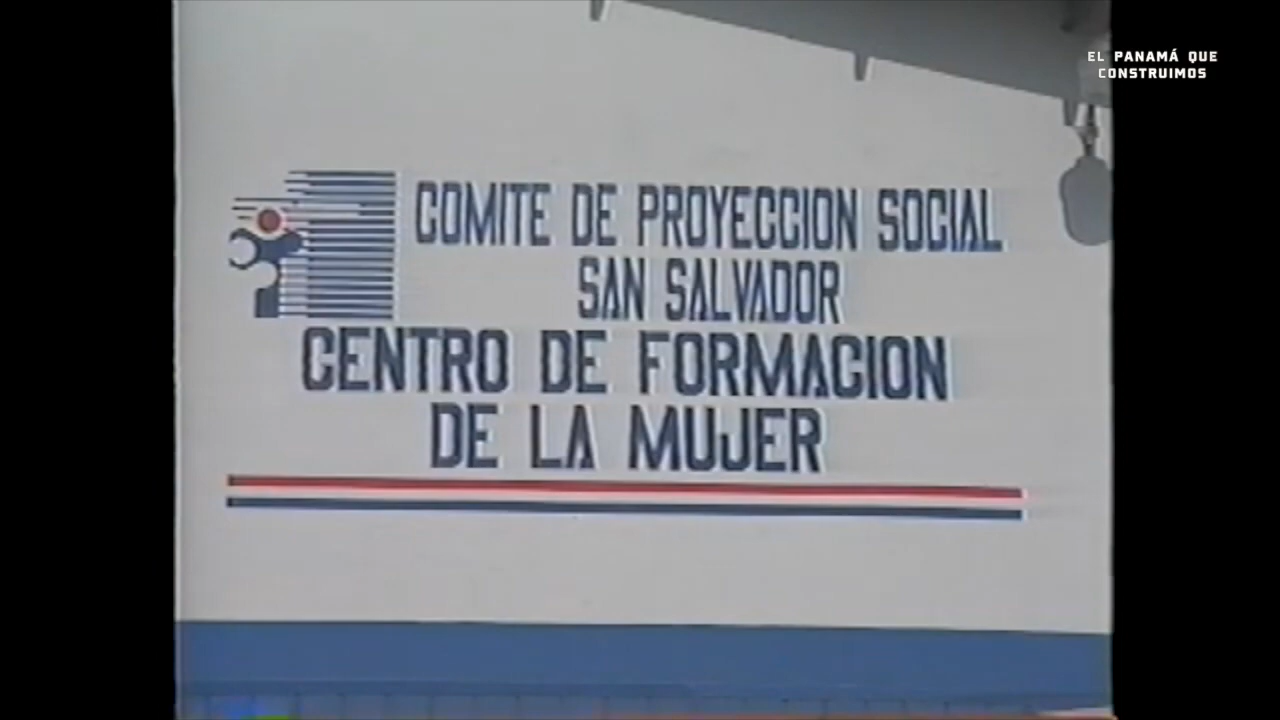 EL PANAMÁ QUE
CONSTRUIMOS
COMITE DE PROYECCION SOCIAL
SAN SALVADOR
CENTRO DE FORMACION
DE LA MUJER